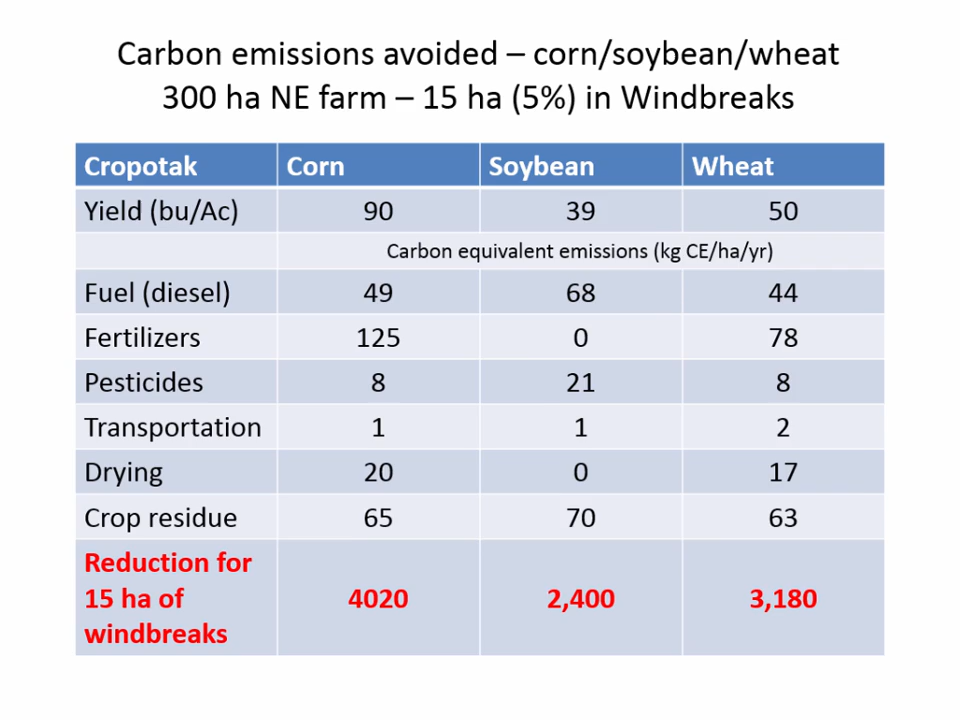 Carbon emissions avoided – corn/soybean/wheat
300 ha NE farm – 15 ha (5%) in Windbreaks
Cropotak Corn Soybean Wheat
Yield (bu/Ac) 90 39 50
Carbon equivalent emissions (kg CE/ha/yr)
Fuel (diesel) 49 68 44
Fertilizers 125 0 78
Pesticides 8 21 8
Transportation 1 1 2
Drying 20 0 17
Crop residue 65 70 63
Reduction for
15 ha of
windbreaks
4020 2,400 3,180